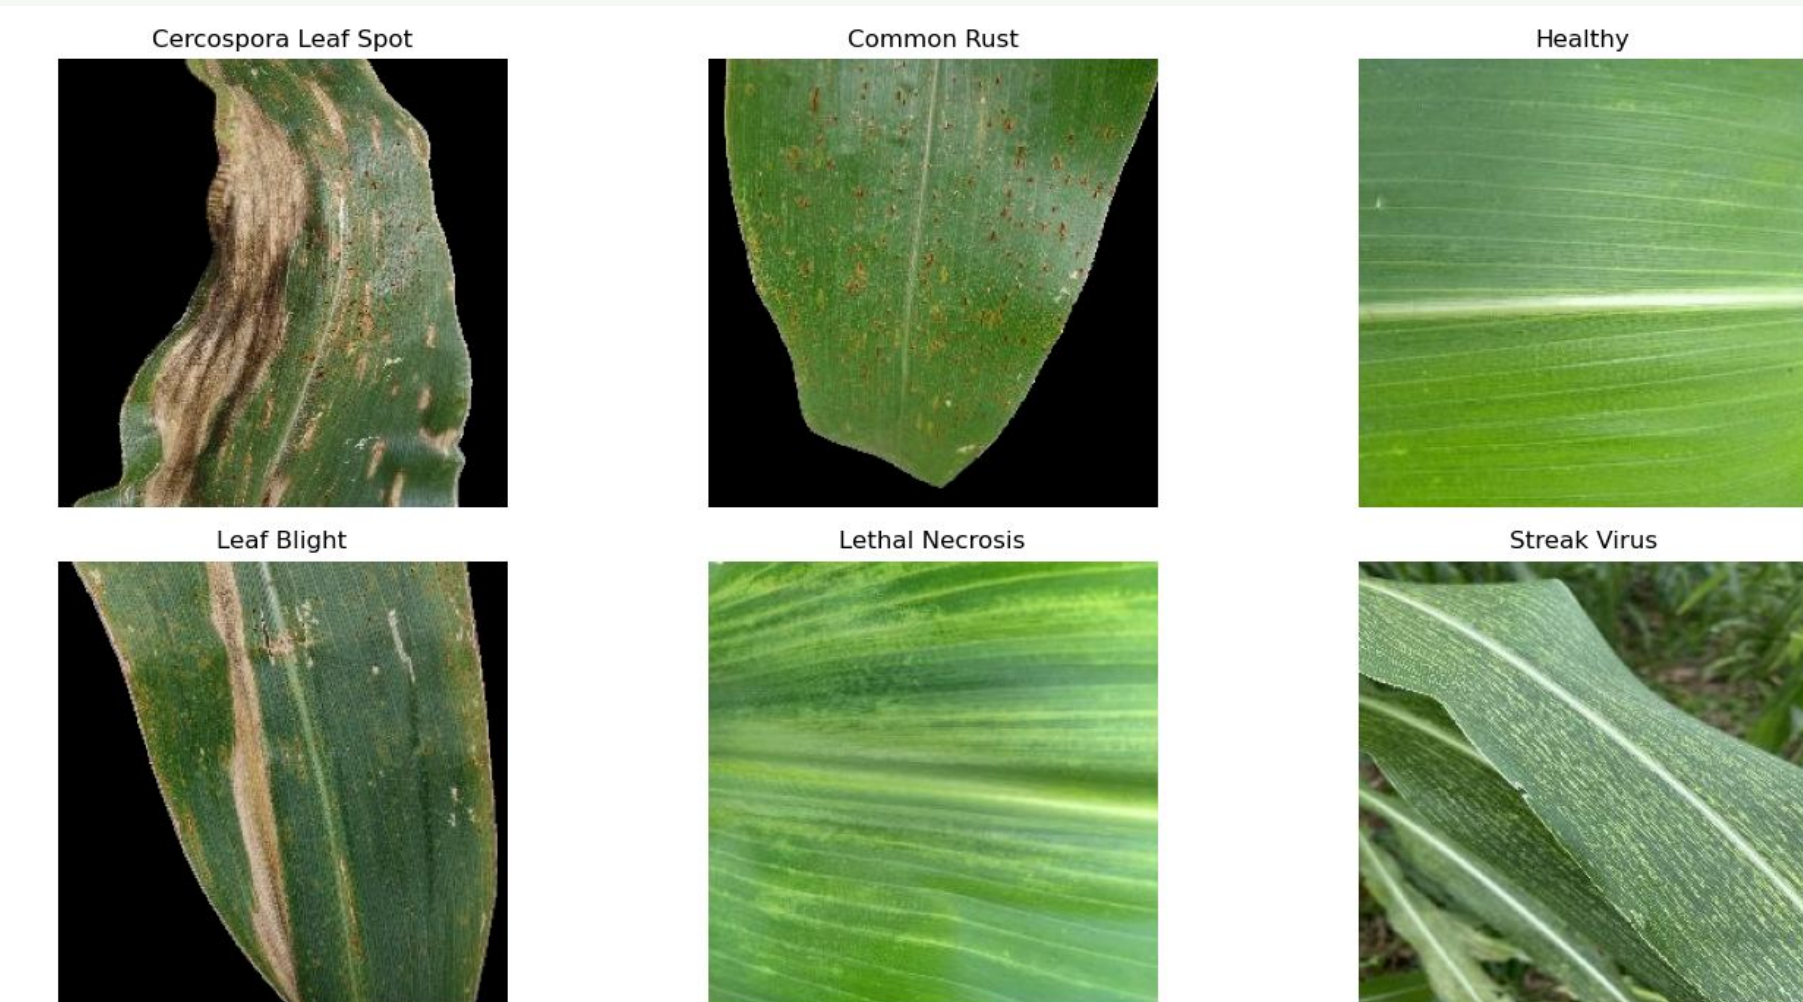 Cercospora Leaf Spot
Common Rust
Healthy
Leaf Blight
Lethal Necrosis
Streak Virus